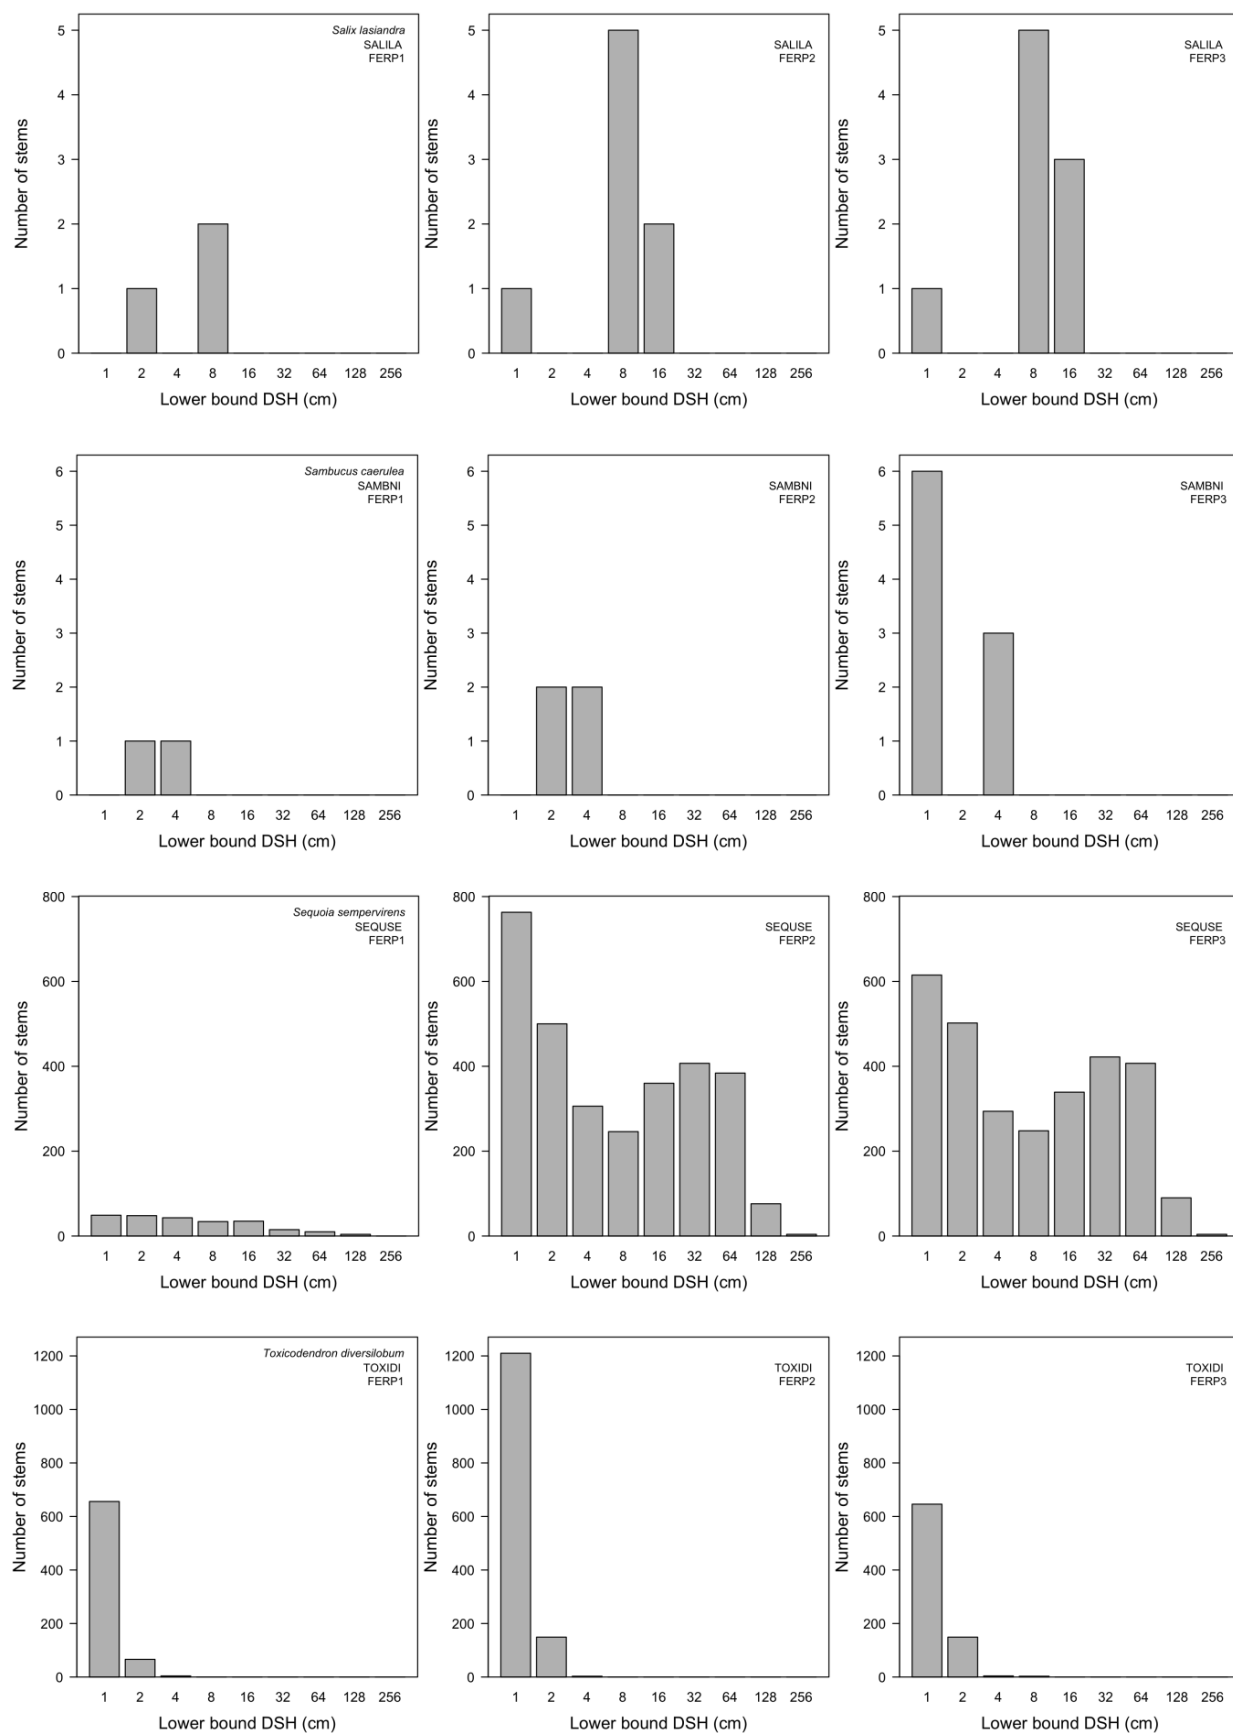 Salix lasiandra
SALILA
FERP1
Number of stems
5
4
3
2
1
0
1 2 4 8 16 32 64 128 256
Lower bound DSH (cm)
SALILA
FERP2
Number of stems
5
4
3
2
1
0
1 2 4 8 16 32 64 128 256
Lower bound DSH (cm)
SALILA
FERP3
Number of stems
5
4
3
2
1
0
1 2 4 8 16 32 64 128 256
Lower bound DSH (cm)
Sambucus caerulea
SAMBNI
FERP1
Number of stems
6
5
4
3
2
1
0
1 2 4 8 16 32 64 128 256
Lower bound DSH (cm)
SAMBNI
FERP2
Number of stems
6
5
4
3
2
1
0
1 2 4 8 16 32 64 128 256
Lower bound DSH (cm)
SAMBNI
FERP3
Number of stems
6
5
4
3
2
1
0
1 2 4 8 16 32 64 128 256
Lower bound DSH (cm)
Sequoia sempervirens
SEQUSE
FERP1
Number of stems
800
600
400
200
0
1 2 4 8 16 32 64 128 256
Lower bound DSH (cm)
SEQUSE
FERP2
Number of stems
800
600
400
200
0
1 2 4 8 16 32 64 128 256
Lower bound DSH (cm)
SEQUSE
FERP3
Number of stems
800
600
400
200
0
1 2 4 8 16 32 64 128 256
Lower bound DSH (cm)
Toxicodendron diversilobum
TOXIDI
FERP1
Number of stems
1200
1000
800
600
400
200
0
1 2 4 8 16 32 64 128 256
Lower bound DSH (cm)
TOXIDI
FERP2
Number of stems
1200
1000
800
600
400
200
0
1 2 4 8 16 32 64 128 256
Lower bound DSH (cm)
TOXIDI
FERP3
Number of stems
1200
1000
800
600
400
200
0
1 2 4 8 16 32 64 128 256
Lower bound DSH (cm)